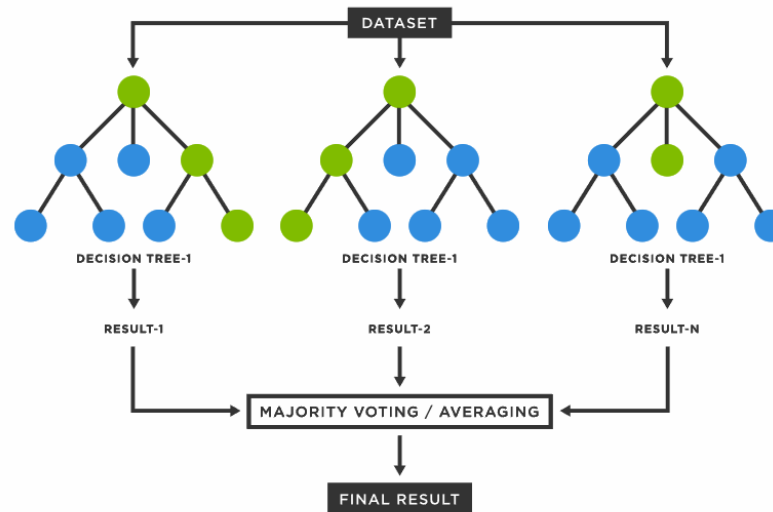 DATASET
DECISION TREE-1
DECISION TREE-1
DECISION TREE-1
RESULT-1
RESULT-2
RESULT-N
MAJORITY VOTING / AVERAGING
FINAL RESULT